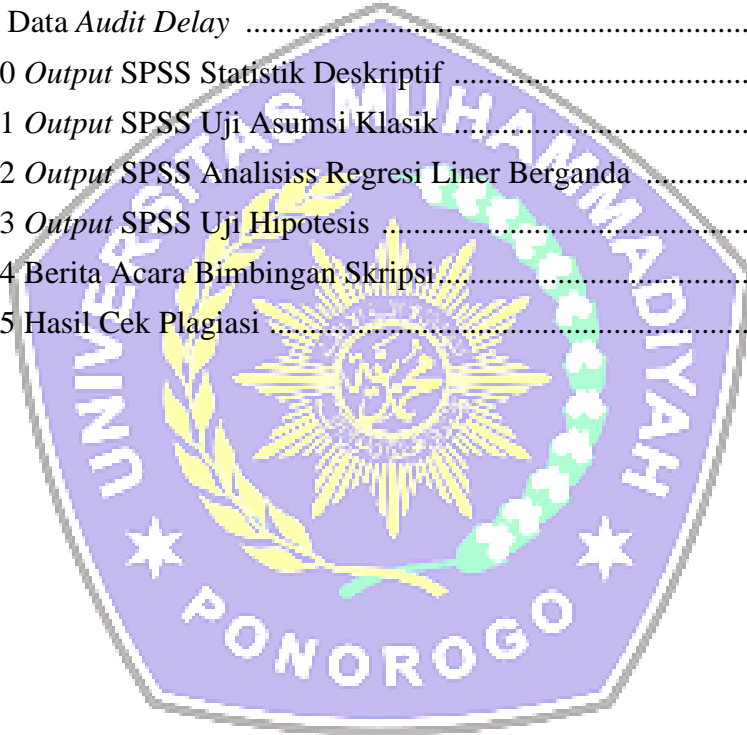 Data Audit Delay ..........................................................
0 Output SPSS Statistik Deskriptif ..................................
1 Output SPSS Uji Asumsi Klasik ....................................
2 Output SPSS Analisiss Regresi Liner Berganda ............
3 Output SPSS Uji Hipotesis ............................................
4 Berita Acara Bimbingan Skripsi.....................................
5 Hasil Cek Plagiasi .........................................................
UNIVERSITAS MUHAMMADIYAH
PONOROGO